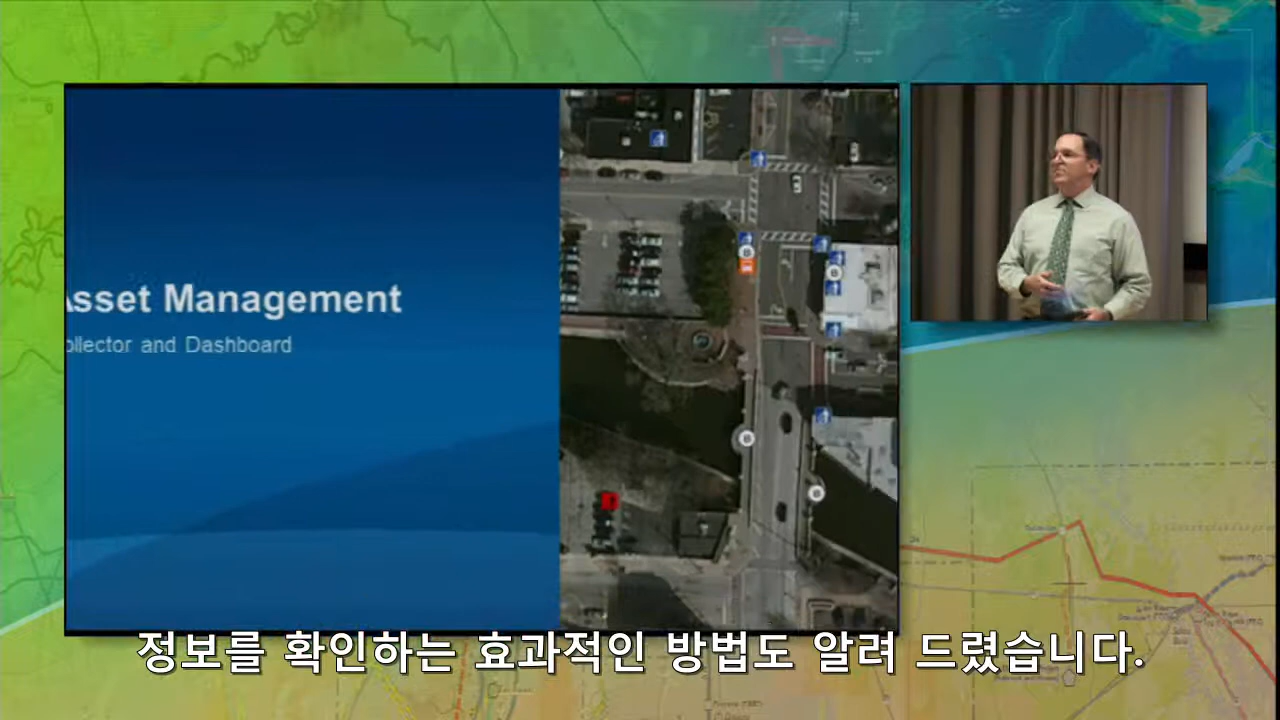 Asset Management
ollector and Dashboard
정보를 확인하는 효과적인 방법도 알려 드렸습니다.